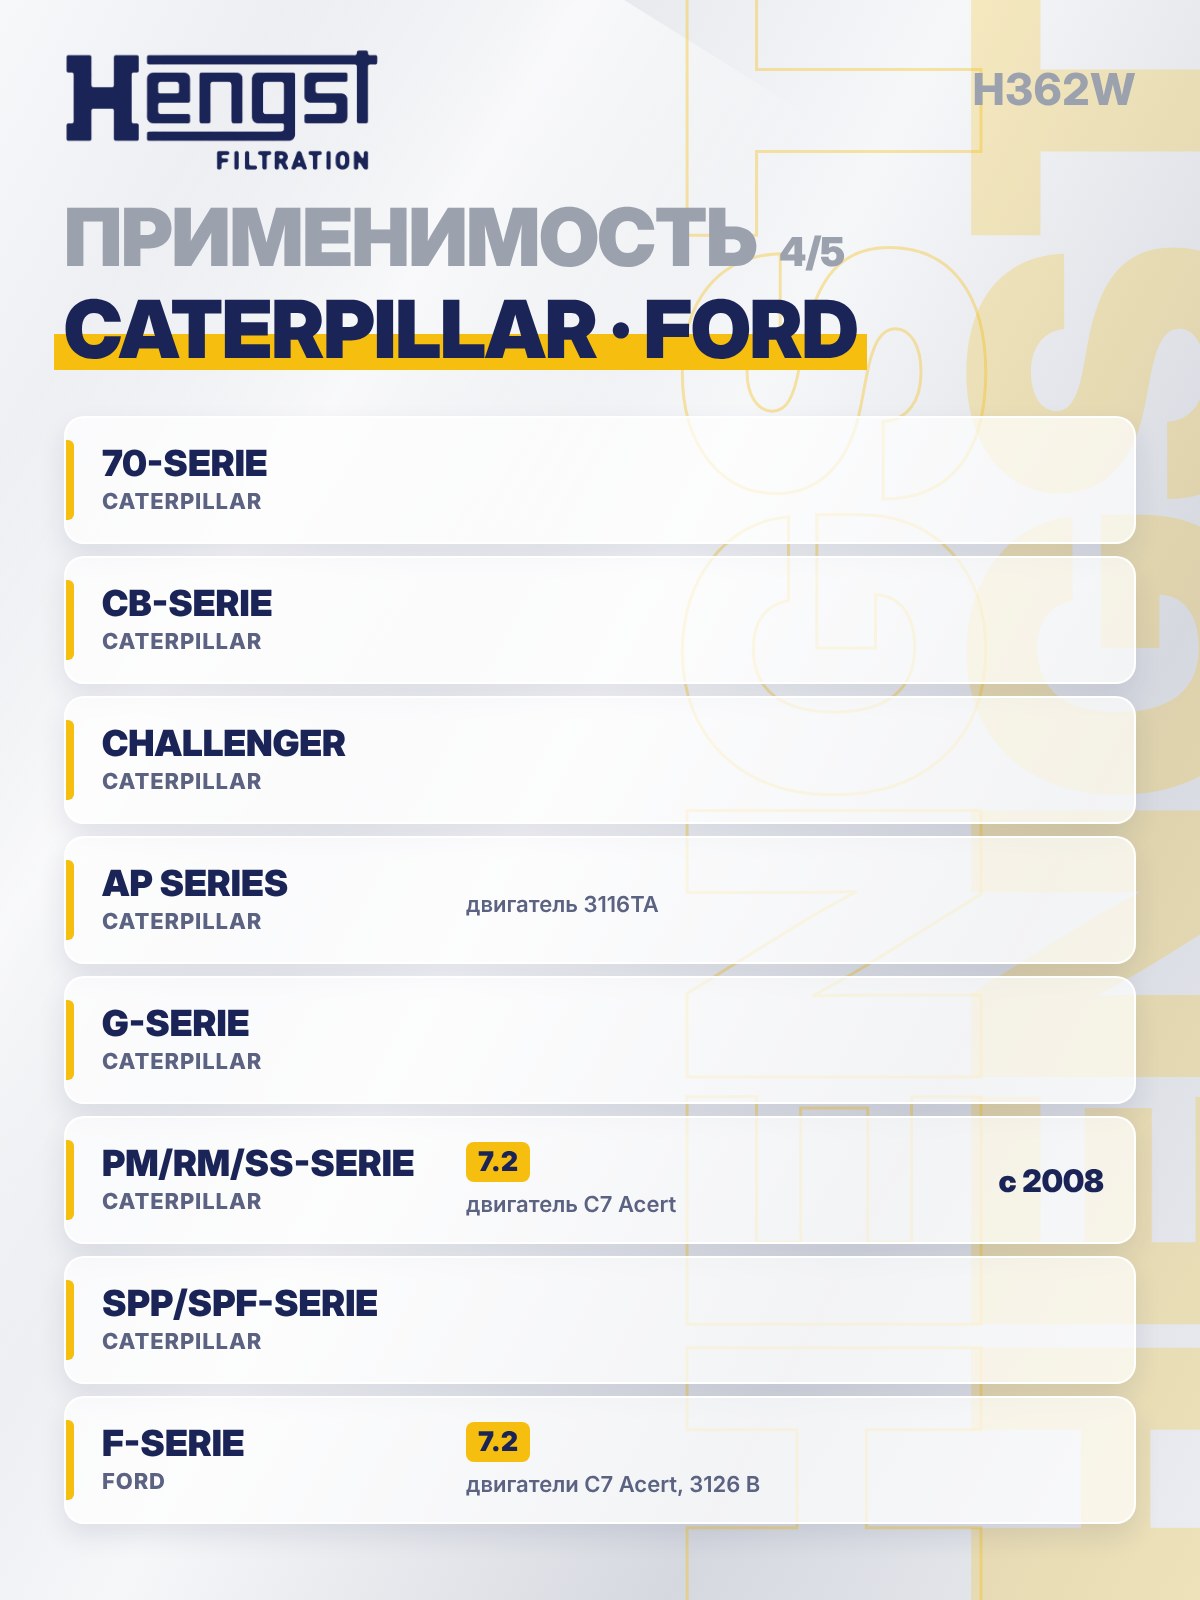 Hengst
FILTRATION
H362W
ПРИМЕНИМОСТЬ 4/5
CATERPILLAR · FORD
70-SERIE
CATERPILLAR
CB-SERIE
CATERPILLAR
CHALLENGER
CATERPILLAR
AP SERIES
CATERPILLAR
двигатель 3116TA
G-SERIE
CATERPILLAR
PM/RM/SS-SERIE
CATERPILLAR
7.2
двигатель C7 Acert
с 2008
SPP/SPF-SERIE
CATERPILLAR
F-SERIE
FORD
7.2
двигатели C7 Acert, 3126 B
HENGST
HENGST